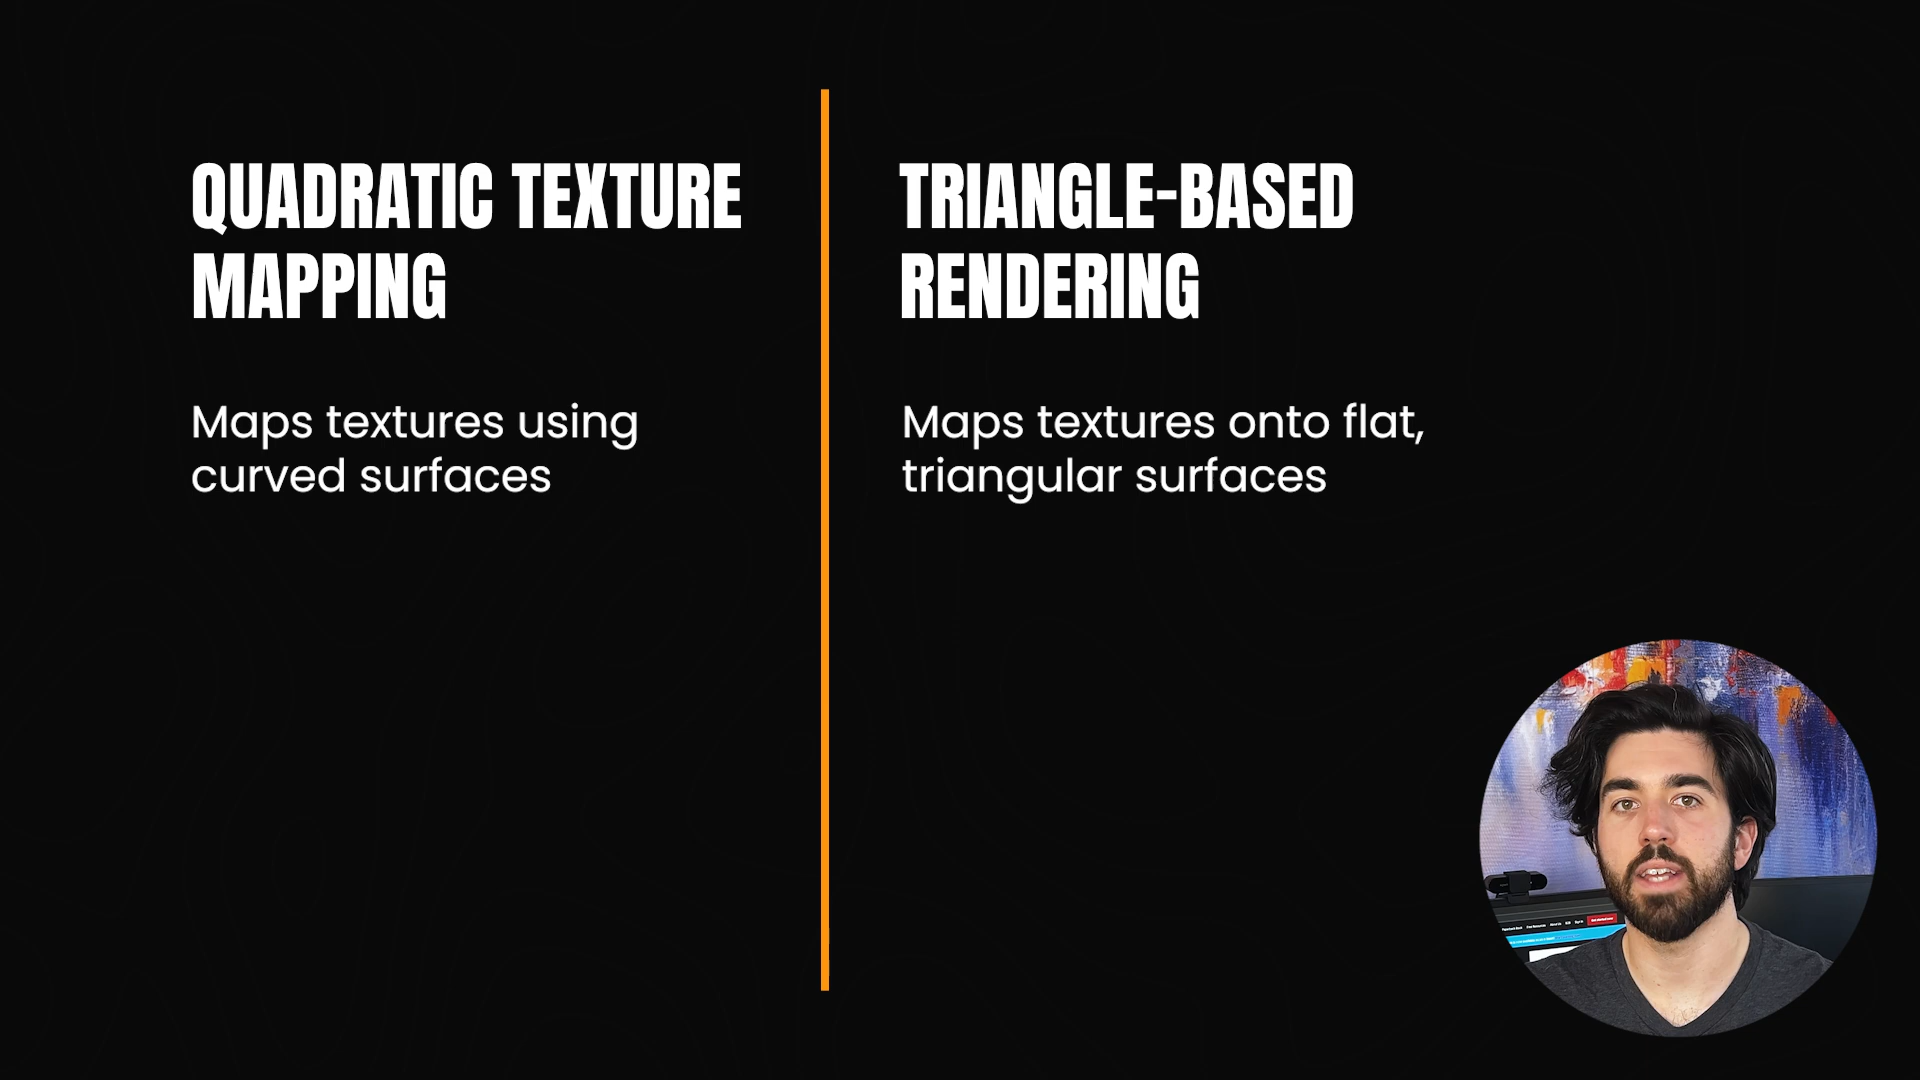 QUADRATIC TEXTURE
MAPPING
Maps textures using
curved surfaces
TRIANGLE-BASED
RENDERING
Maps textures onto flat,
triangular surfaces